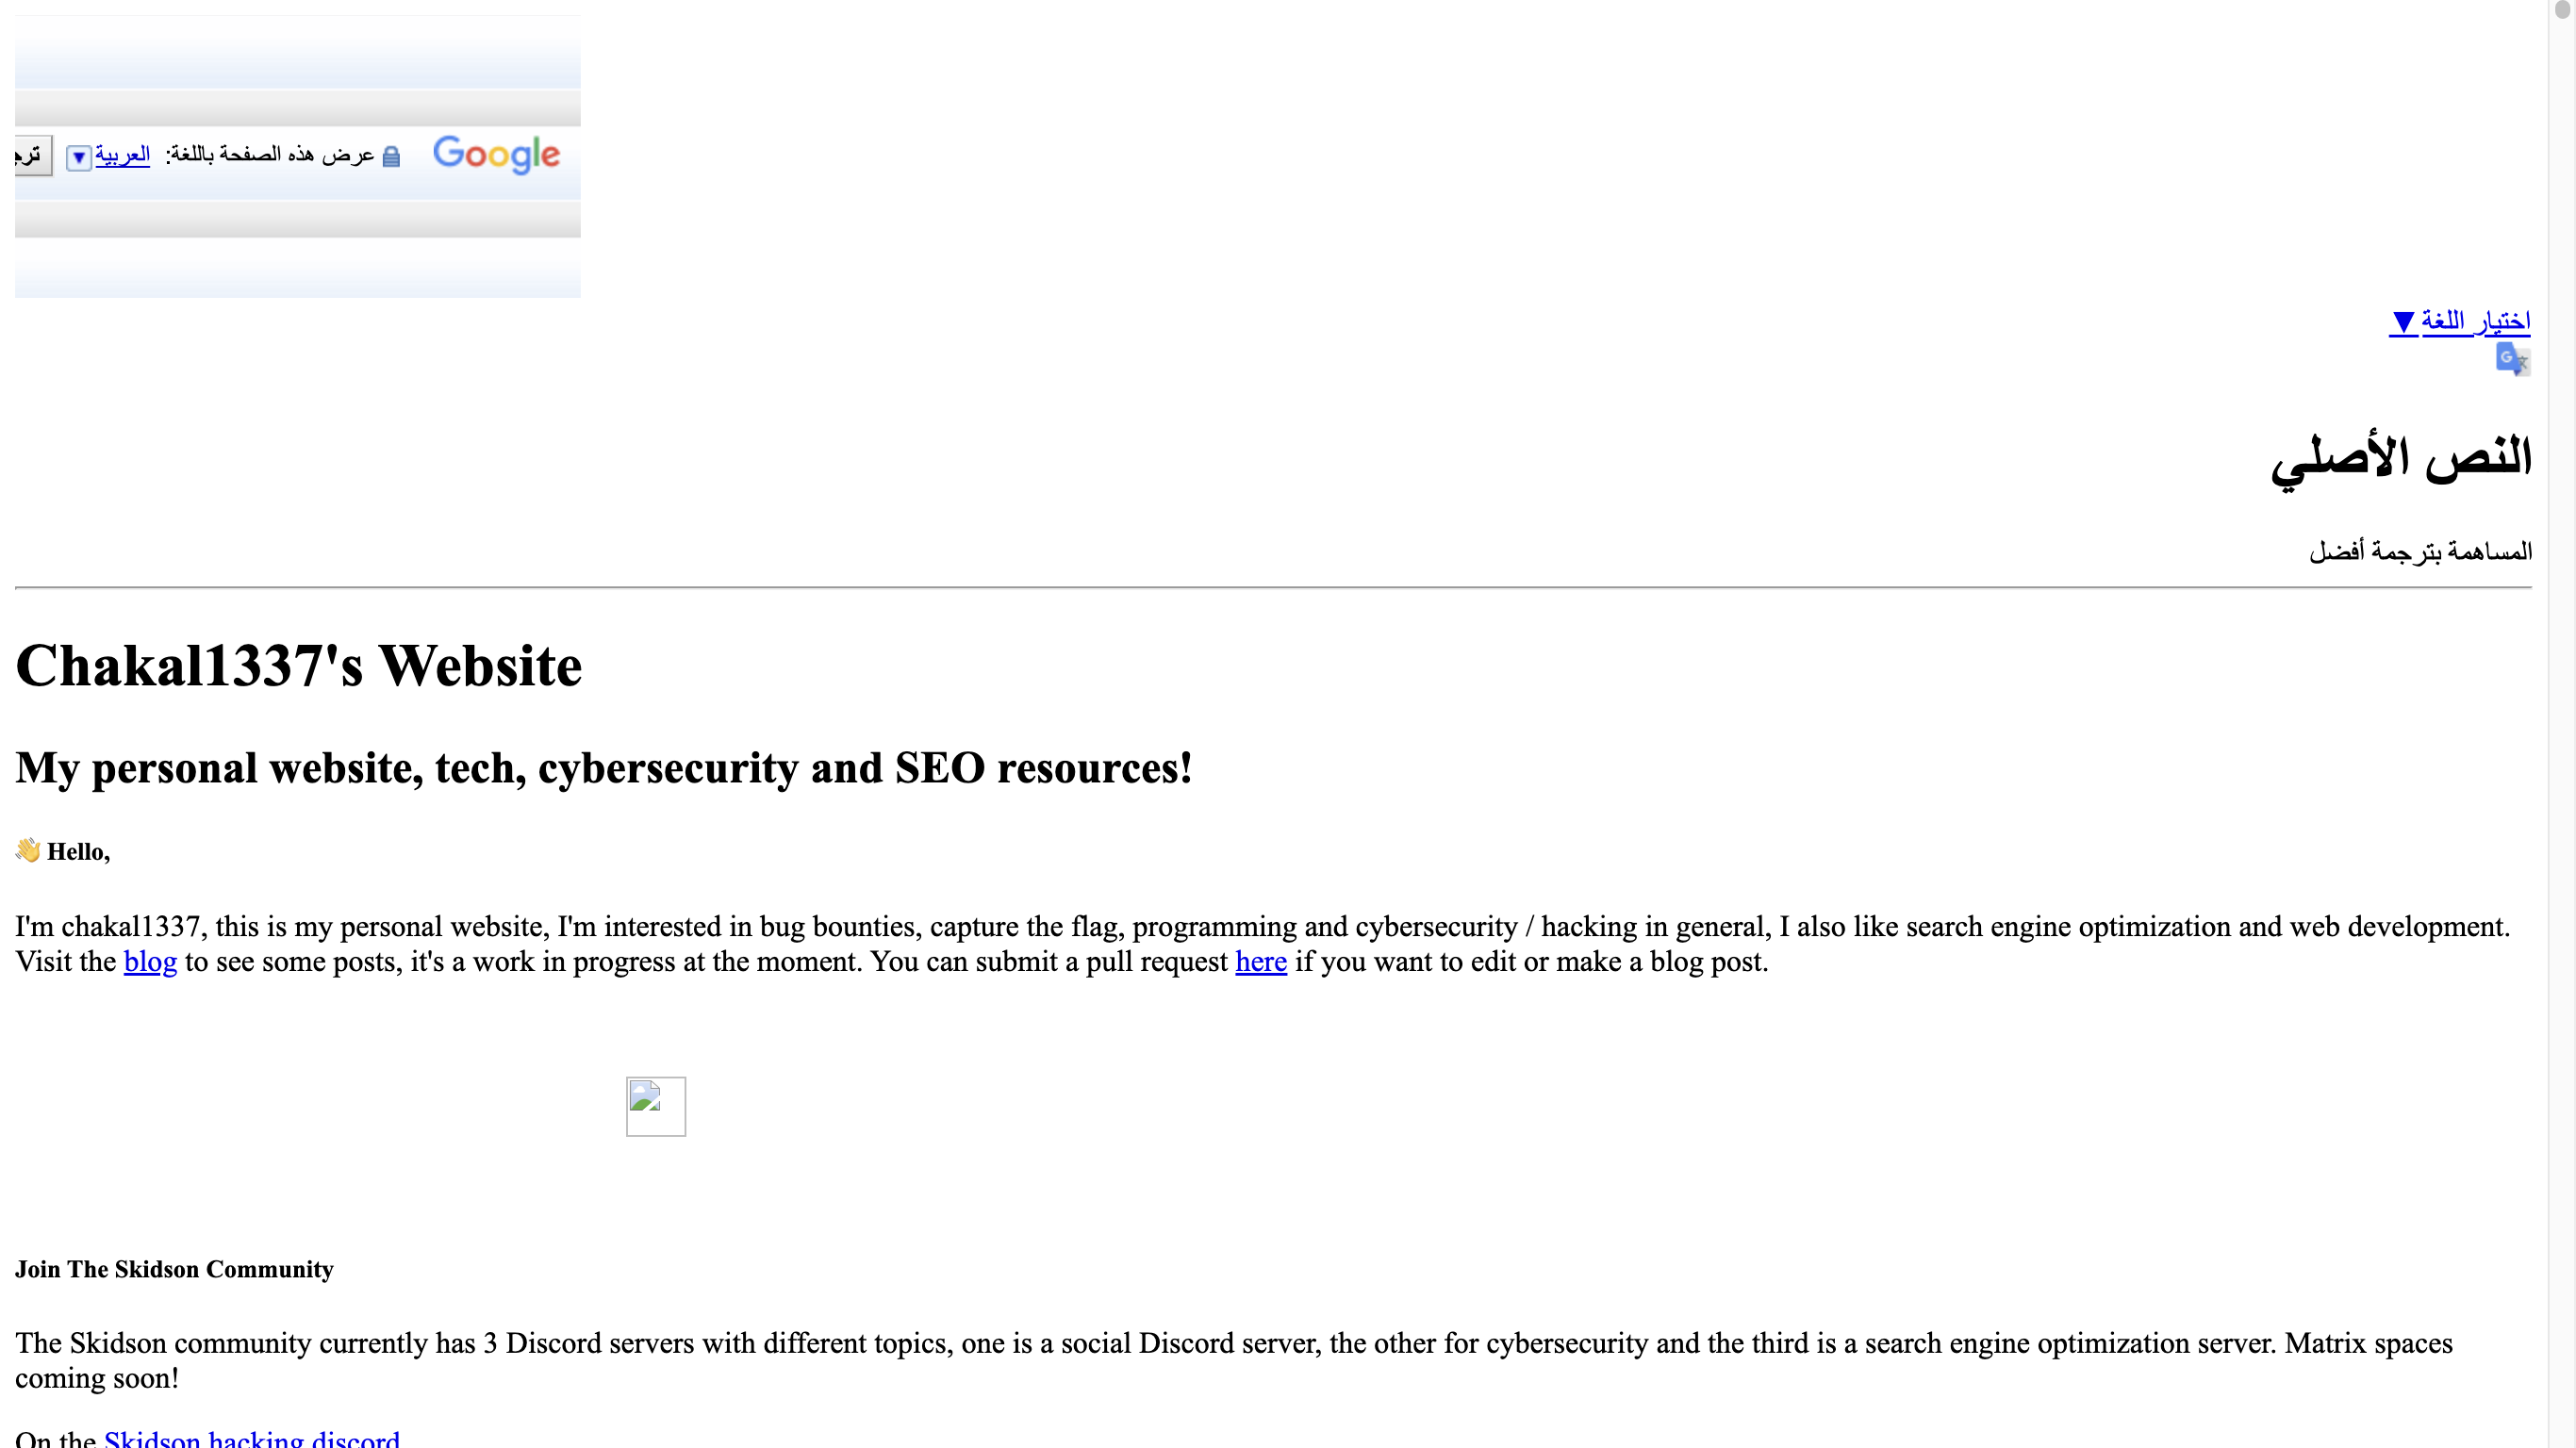 Google عرض هذه الصفحة باللغة: العربية ▼
اختيار اللغة ▼
النص الأصلي
المساهمة بترجمة أفضل
Chakal1337's Website
My personal website, tech, cybersecurity and SEO resources!
👋 Hello,
I'm chakal1337, this is my personal website, I'm interested in bug bounties, capture the flag, programming and cybersecurity / hacking in general, I also like search engine optimization and web development.
Visit the blog to see some posts, it's a work in progress at the moment. You can submit a pull request here if you want to edit or make a blog post.
Join The Skidson Community
The Skidson community currently has 3 Discord servers with different topics, one is a social Discord server, the other for cybersecurity and the third is a search engine optimization server. Matrix spaces
coming soon!
On the Skidson hacking discord